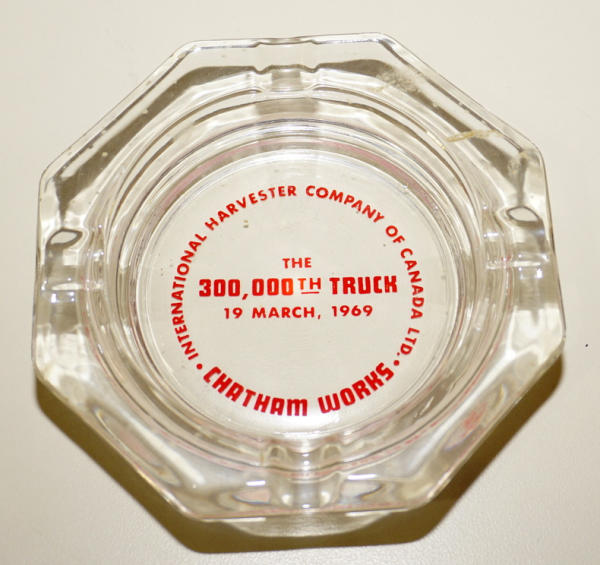 • INTERNATIONAL HARVESTER COMPANY OF CANADA LTD. •
THE
300,000TH TRUCK
19 MARCH, 1969
CHATHAM WORKS